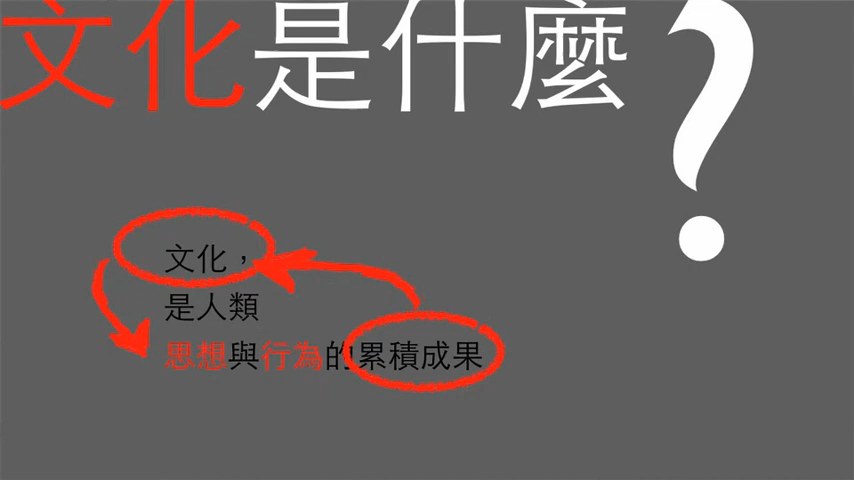 文化是什麼?
文化,
是人類
思想與行為的累積成果